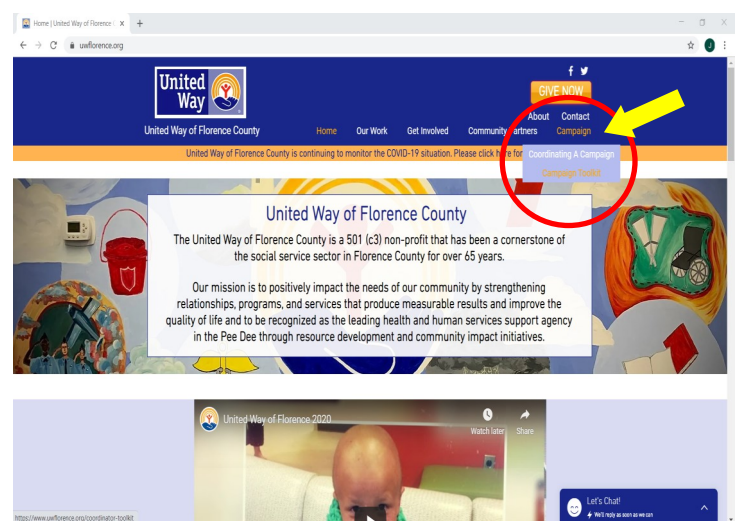 Home | United Way of Florence
uwflorence.org
J
United
Way
United Way of Florence County
GIVE NOW
About Contact
Home Our Work Get Involved Community Partners Campaign
United Way of Florence County is continuing to monitor the COVID-19 situation. Please click here for
Coordinating A Campaign
Campaign Toolkit
United Way of Florence County
The United Way of Florence County is a 501 (c3) non-profit that has been a cornerstone of
the social service sector in Florence County for over 65 years.
Our mission is to positively impact the needs of our community by strengthening
relationships, programs, and services that produce measurable results and improve the
quality of life and to be recognized as the leading health and human services support agency
in the Pee Dee through resource development and community impact initiatives.
United Way of Florence 2020
Watch later Share
Let's Chat!
We'll reply as soon as we can
https://www.uwflorence.org/coordinator-toolkit